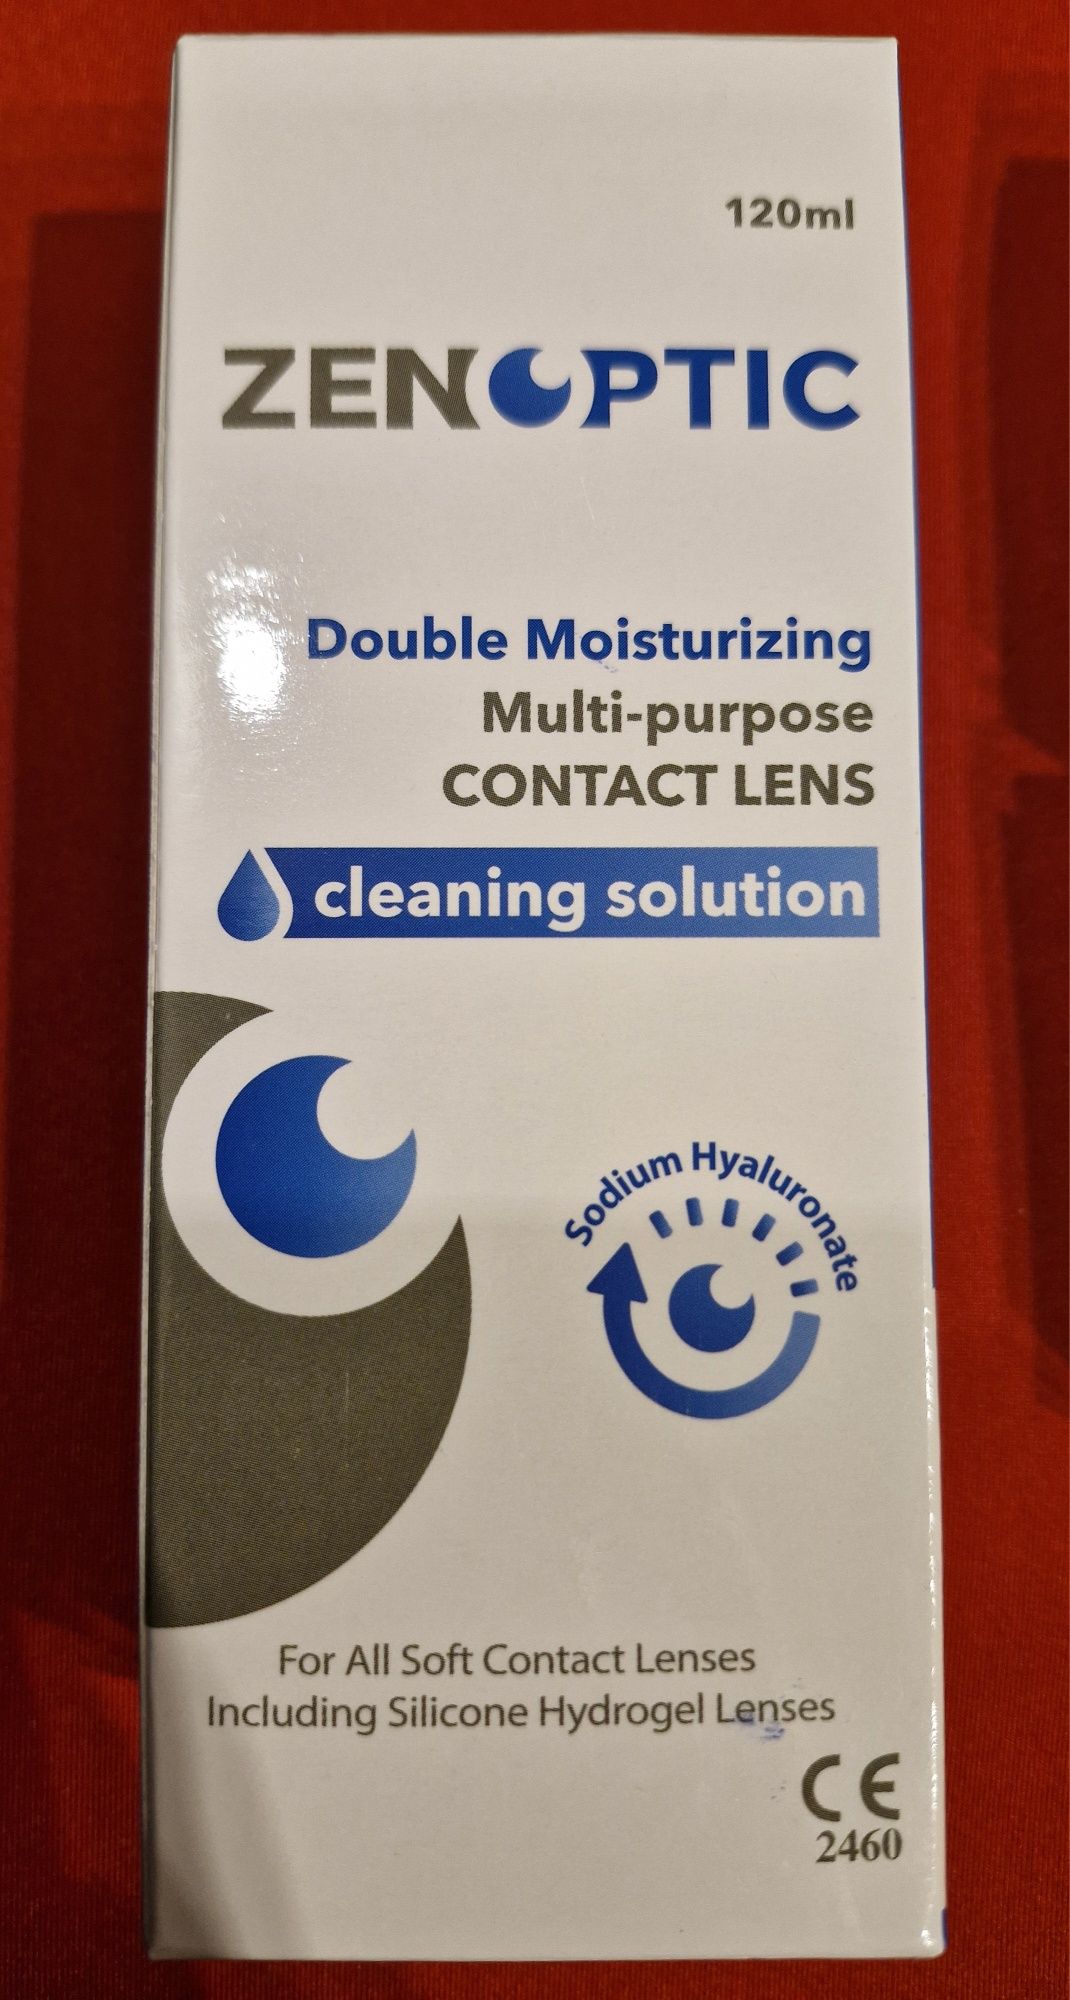 120ml
ZENOPTIC
Double Moisturizing
Multi-purpose
CONTACT LENS
cleaning solution
Sodium Hyaluronate
For All Soft Contact Lenses
Including Silicone Hydrogel Lenses
CE
2460